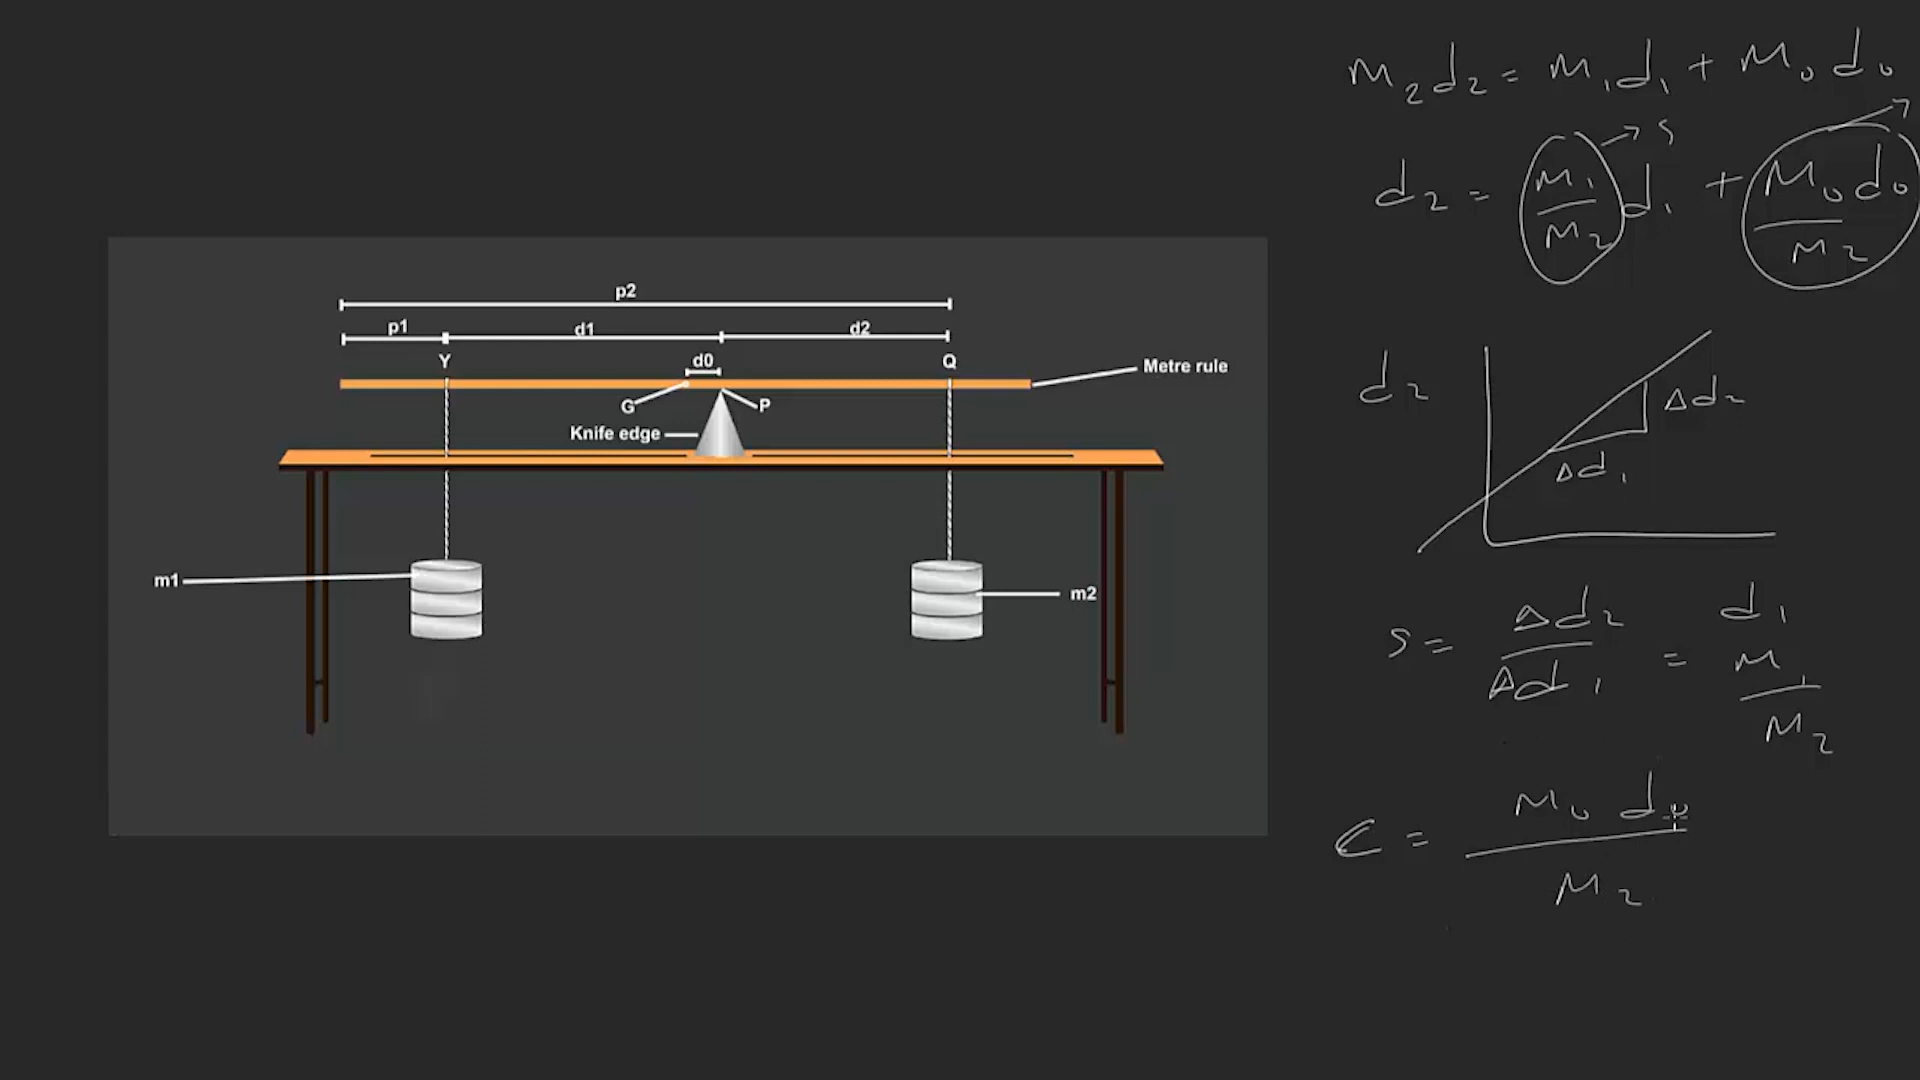 p2
p1 d1 d2
Y d0 Q
Metre rule
G P
Knife edge
m1
m2
m₂d₂ = m₁d₁ + m₀d₀
d₂ = (m₁/m₂) d₁ + m₀d₀/m₂
→ s
d₂
Δd₂
Δd₁
d₁
s = Δd₂/Δd₁ = m₁/m₂
c = m₀d₀/m₂